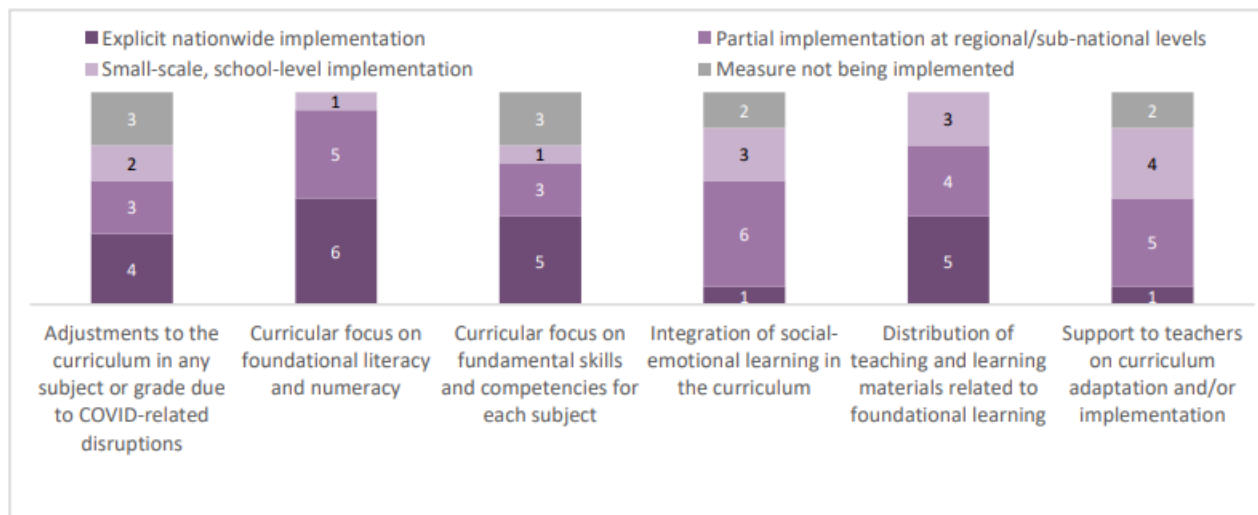 Explicit nationwide implementation
Partial implementation at regional/sub-national levels
Small-scale, school-level implementation
Measure not being implemented
3
2
3
4
1
5
6
3
1
3
5
2
3
6
1
3
4
5
2
4
5
1
Adjustments to the
curriculum in any
subject or grade due
to COVID-related
disruptions
Curricular focus on
foundational literacy
and numeracy
Curricular focus on
fundamental skills
and competencies for
each subject
Integration of social-
emotional learning in
the curriculum
Distribution of
teaching and learning
materials related to
foundational learning
Support to teachers
on curriculum
adaptation and/or
implementation